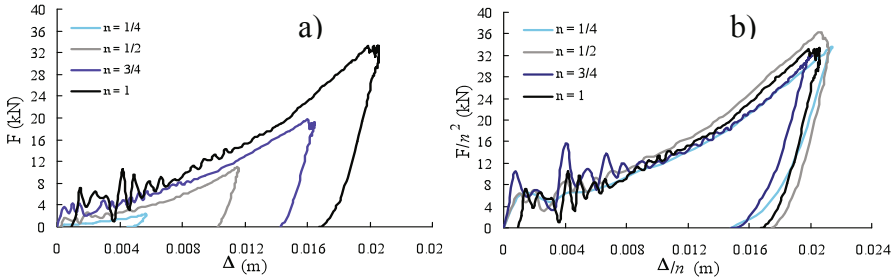 a)
n = 1/4
n = 1/2
n = 3/4
n = 1
F (kN)
40
36
32
28
24
20
16
12
8
4
0
0 0.004 0.008 0.012 0.016 0.02 0.024
Δ (m)
b)
n = 1/4
n = 1/2
n = 3/4
n = 1
F/n² (kN)
40
36
32
28
24
20
16
12
8
4
0
0 0.004 0.008 0.012 0.016 0.02 0.024
Δ/n (m)